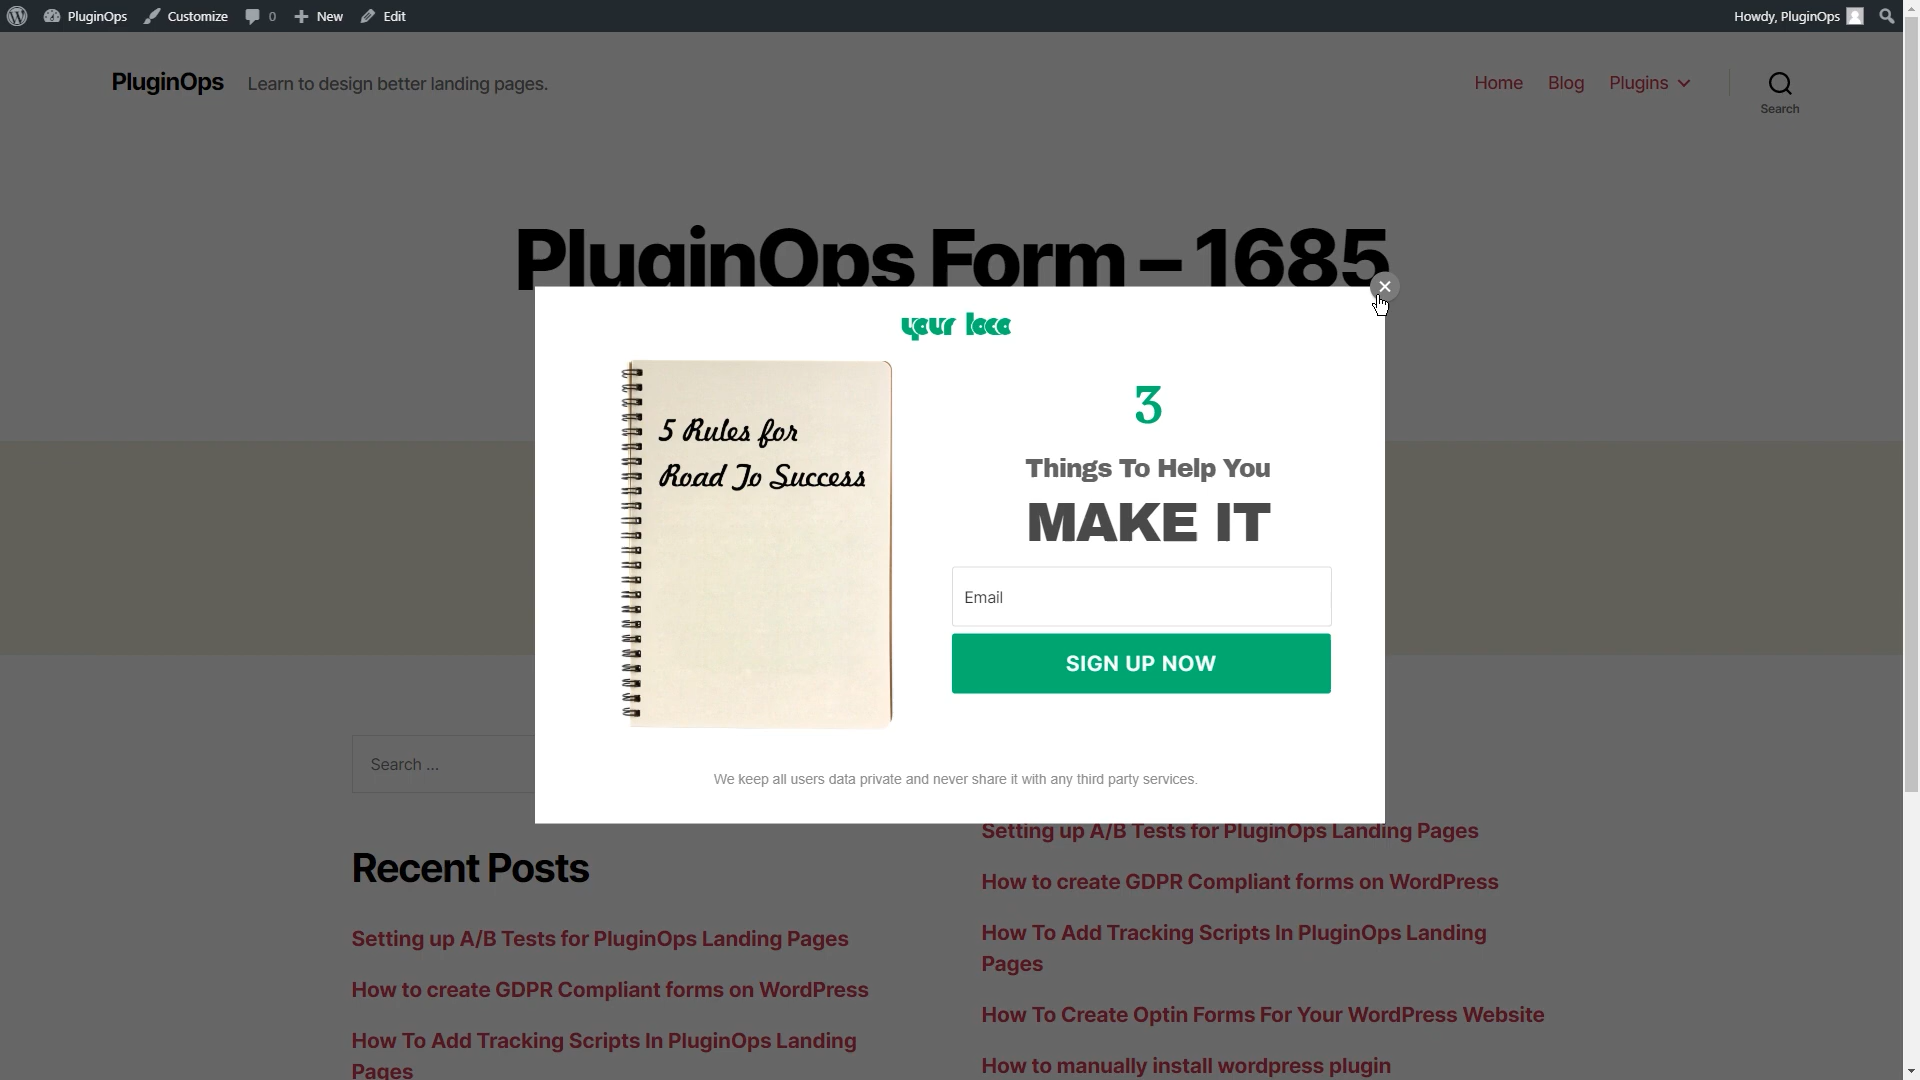 PluginOps
Customize
0
New
Edit
Howdy, PluginOps
PluginOps
Learn to design better landing pages.
Home
Blog
Plugins
Search
PluginOps Form – 1685
your logo
5 Rules for
Road To Success
3
Things To Help You
MAKE IT
Email
SIGN UP NOW
We keep all users data private and never share it with any third party services.
Search ...
Recent Posts
Setting up A/B Tests for PluginOps Landing Pages
How to create GDPR Compliant forms on WordPress
How To Add Tracking Scripts In PluginOps Landing
Pages
Setting up A/B Tests for PluginOps Landing Pages
How to create GDPR Compliant forms on WordPress
How To Add Tracking Scripts In PluginOps Landing
Pages
How To Create Optin Forms For Your WordPress Website
How to manually install wordpress plugin